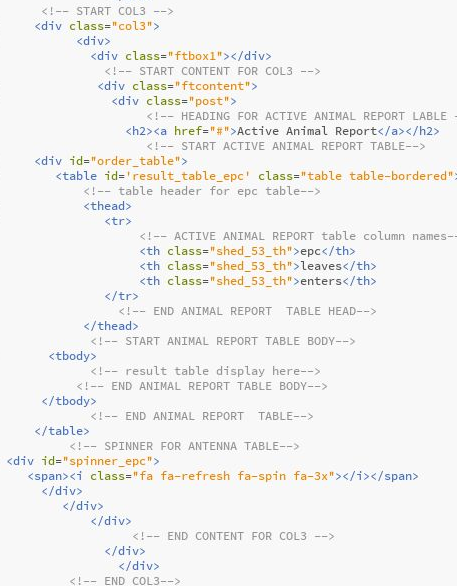 <!-- START COL3 -->
<div class="col3">
<div>
<div class="ftbox1"></div>
<!-- START CONTENT FOR COL3 -->
<div class="ftcontent">
<div class="post">
<!-- HEADING FOR ACTIVE ANIMAL REPORT LABLE -
<h2><a href="#">Active Animal Report</a></h2>
<!-- START ACTIVE ANIMAL REPORT TABLE-->
<div id="order_table">
<table id='result_table_epc' class="table table-bordered">
<!-- table header for epc table-->
<thead>
<tr>
<!-- ACTIVE ANIMAL REPORT table column names--
<th class="shed_53_th">epc</th>
<th class="shed_53_th">leaves</th>
<th class="shed_53_th">enters</th>
</tr>
<!-- END ANIMAL REPORT  TABLE HEAD-->
</thead>
<!-- START ANIMAL REPORT TABLE BODY-->
<tbody>
<!-- result table display here-->
<!-- END ANIMAL REPORT TABLE BODY-->
</tbody>
<!-- END ANIMAL REPORT  TABLE-->
</table>
<!-- SPINNER FOR ANTENNA TABLE-->
<div id="spinner_epc">
<span><i class="fa fa-refresh fa-spin fa-3x"></i></span>
</div>
</div>
</div>
<!-- END CONTENT FOR COL3 -->
</div>
</div>
<!-- END COL3-->